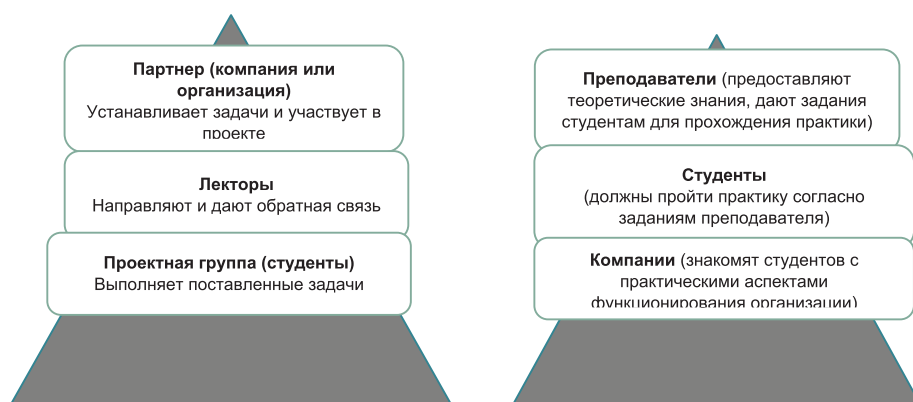 Партнер (компания или
организация)
Устанавливает задачи и участвует в
проекте
Лекторы
Направляют и дают обратная связь
Проектная группа (студенты)
Выполняет поставленные задачи
Преподаватели (предоставляют
теоретические знания, дают задания
студентам для прохождения практики)
Студенты
(должны пройти практику согласно
заданиям преподавателя)
Компании (знакомят студентов с
практическими аспектами
функционирования организации)